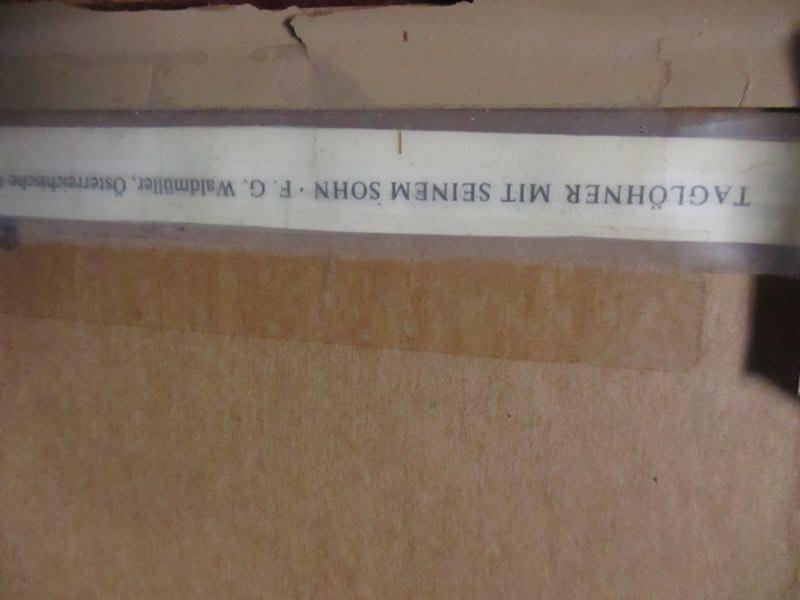 TAGLÖHNER MIT SEINEM SOHN · F. G. Waldmüller, Österreichische